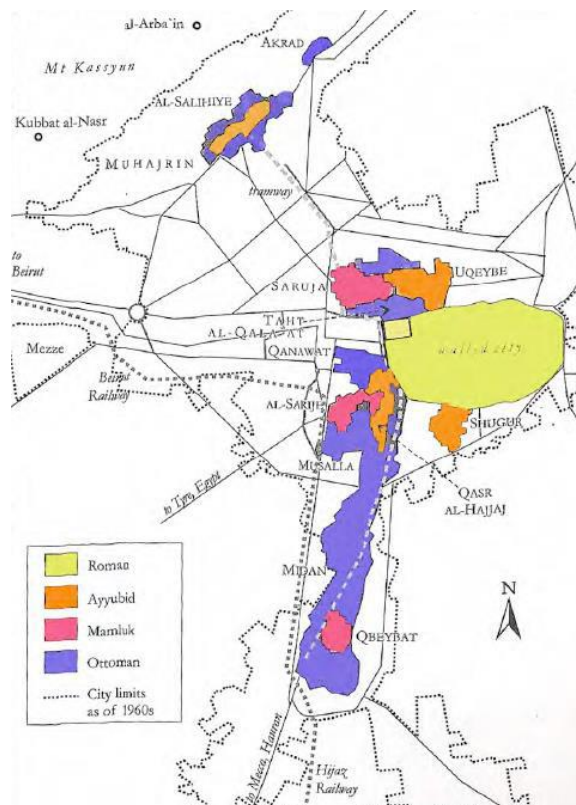 al-Arba`in
AKRAD
Mt Kassynn
AL-SALIHIYE
Kubbat al-Nasr
MUHAJRIN
tramway
to
Beirut
SARUJA
UQEYBE
TAHT
AL-QALA`AT
QANAWAT
walled city
Mezze
Beirut
Railway
AL-SARIJE
SHUGUR
MUSALLA
to Tyre, Egypt
QASR
AL-HAJJAJ
Roman
Ayyubid
Mamluk
Ottoman
City limits
as of 1960s
MIDAN
N
QBEYBAT
to Mecca, Hauran
Hijaz
Railway